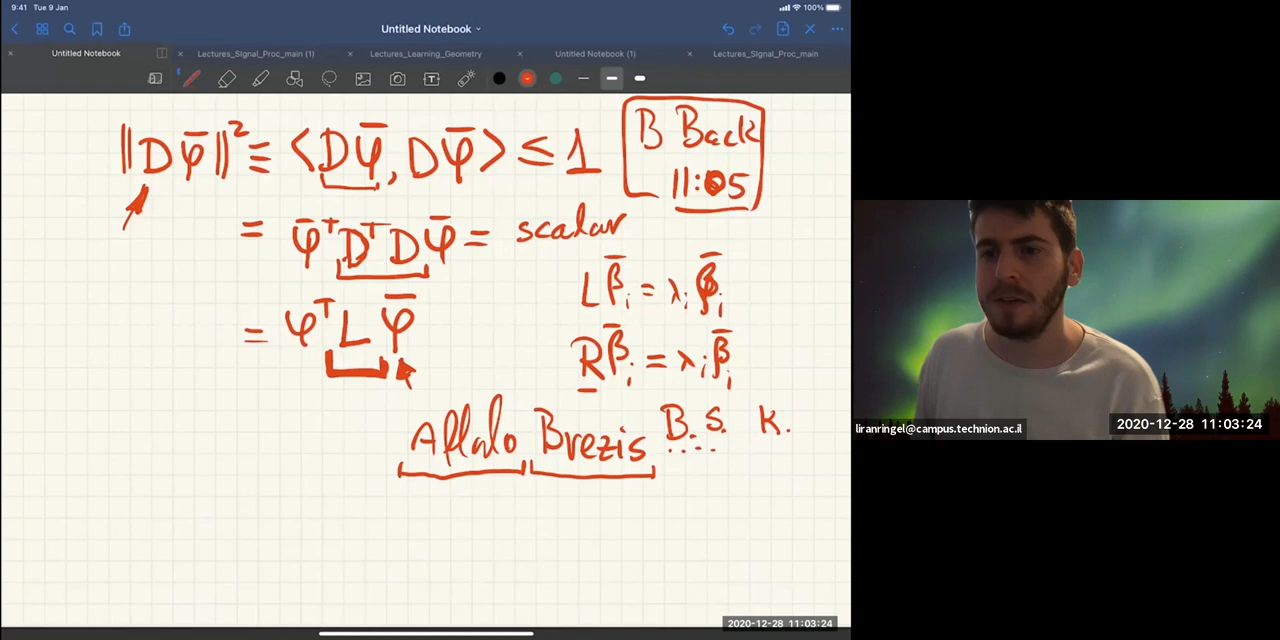 9:41 Tue 9 Jan
100%
Untitled Notebook
Untitled Notebook
Lectures_Signal_Proc_main (1)
Lectures_Learning_Geometry
Untitled Notebook (1)
Lectures_Signal_Proc_main
‖Dφ̄‖² ≡ ⟨Dφ̄, Dφ̄⟩ ≤ 1
B Back
11:05
= φ̄ᵀDᵀDφ̄ = scalar
Lβ̄ᵢ = λᵢβ̄ᵢ
= φᵀLφ̄
Rβ̄ᵢ = λᵢβ̄ᵢ
Aflalo Brezis B. S. K.
liranringel@campus.technion.ac.il
2020-12-28 11:03:24
2020-12-28 11:03:24